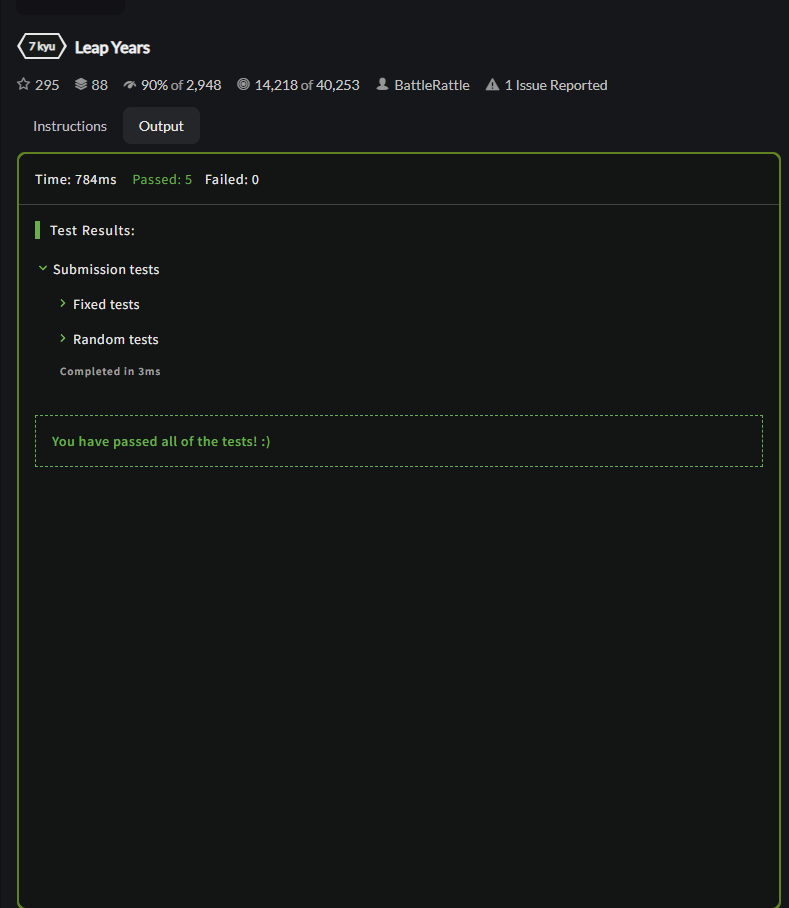 7 kyu Leap Years
295 88 90% of 2,948 14,218 of 40,253 BattleRattle 1 Issue Reported
Instructions Output
Time: 784ms Passed: 5 Failed: 0
Test Results:
Submission tests
Fixed tests
Random tests
Completed in 3ms
You have passed all of the tests! :)